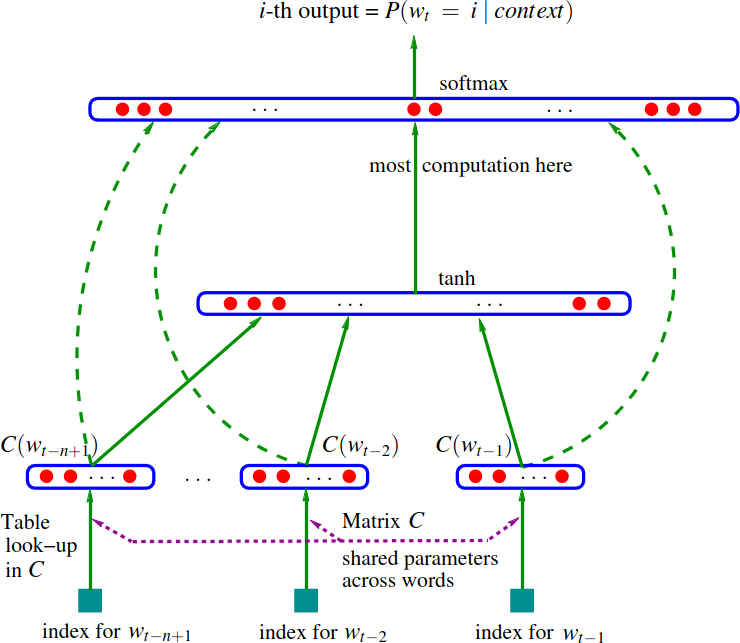 i-th output = P(w_t = i | context)
softmax
. . . . . .
most computation here
tanh
. . . . . .
C(w_{t−n+1}) C(w_{t−2}) C(w_{t−1})
. . . . . . . . . . . .
Table Matrix C
look−up shared parameters
in C across words
index for w_{t−n+1} index for w_{t−2} index for w_{t−1}